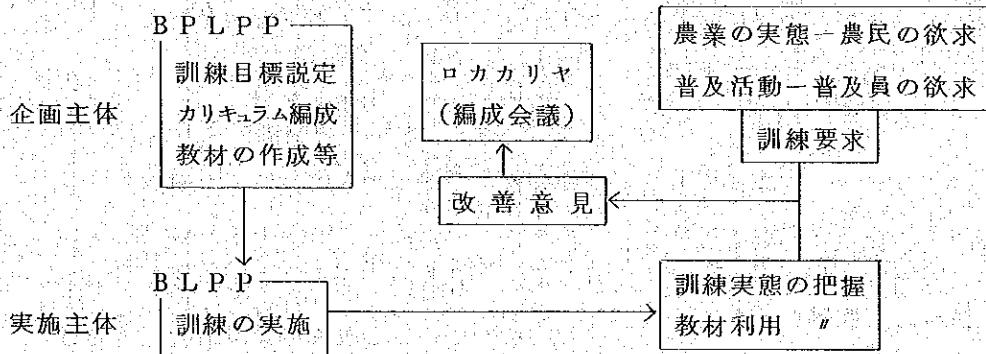 企画主体
BPLPP
訓練目標説定
カリキュラム編成
教材の作成等
ロカカリヤ
(編成会議)
農業の実態－農民の欲求
普及活動－普及員の欲求
訓練要求
改善意見
実施主体
BLPP
訓練の実施
訓練実態の把握
教材利用 〃